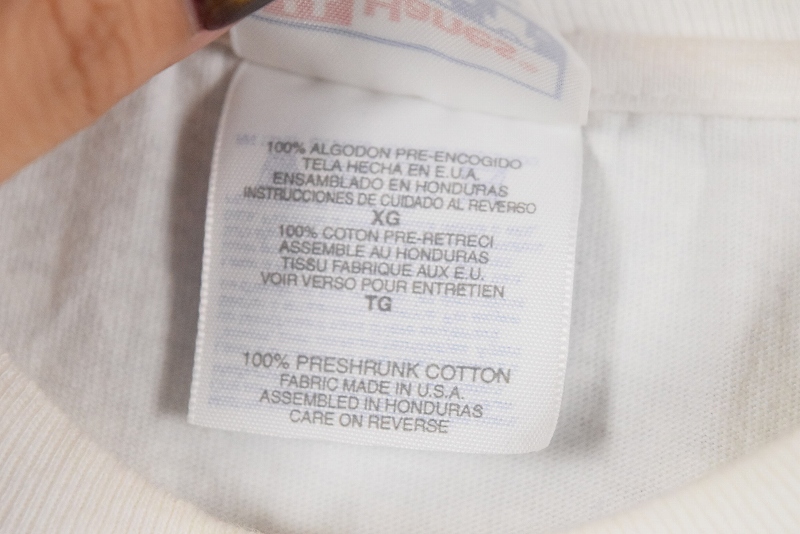 Hanes
100% ALGODON PRE-ENCOGIDO
TELA HECHA EN E.U.A.
ENSAMBLADO EN HONDURAS
INSTRUCCIONES DE CUIDADO AL REVERSO
XG
100% COTON PRE-RETRECI
ASSEMBLE AU HONDURAS
TISSU FABRIQUE AUX E.U.
VOIR VERSO POUR ENTRETIEN
TG
100% PRESHRUNK COTTON
FABRIC MADE IN U.S.A.
ASSEMBLED IN HONDURAS
CARE ON REVERSE